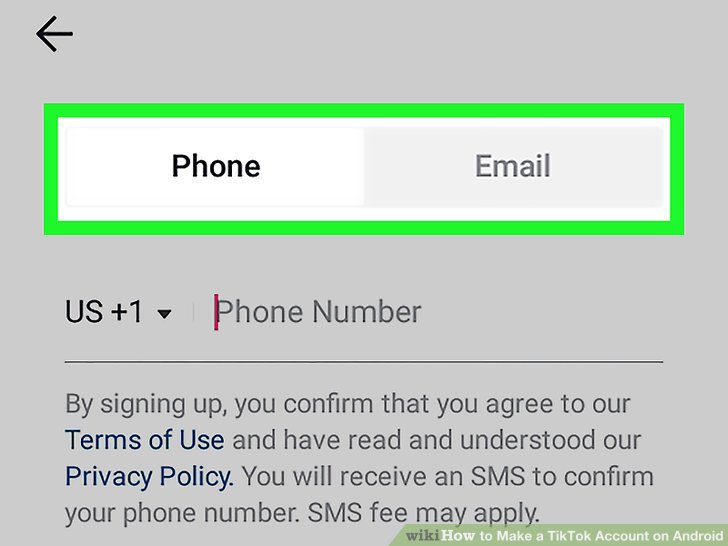 Phone
Email
US +1
Phone Number
By signing up, you confirm that you agree to our
Terms of Use and have read and understood our
Privacy Policy. You will receive an SMS to confirm
your phone number. SMS fee may apply.
wikiHow to Make a TikTok Account on Android